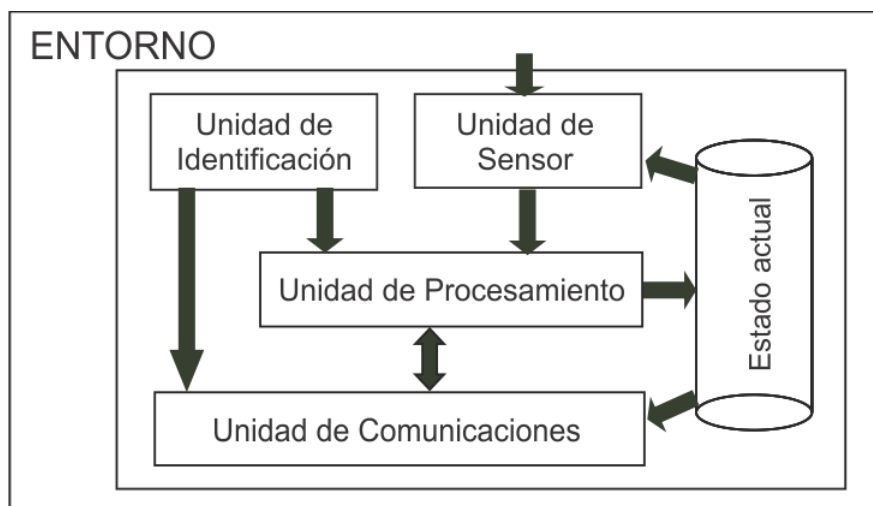 ENTORNO
Unidad de
Identificación
Unidad de
Sensor
Unidad de Procesamiento
Estado actual
Unidad de Comunicaciones